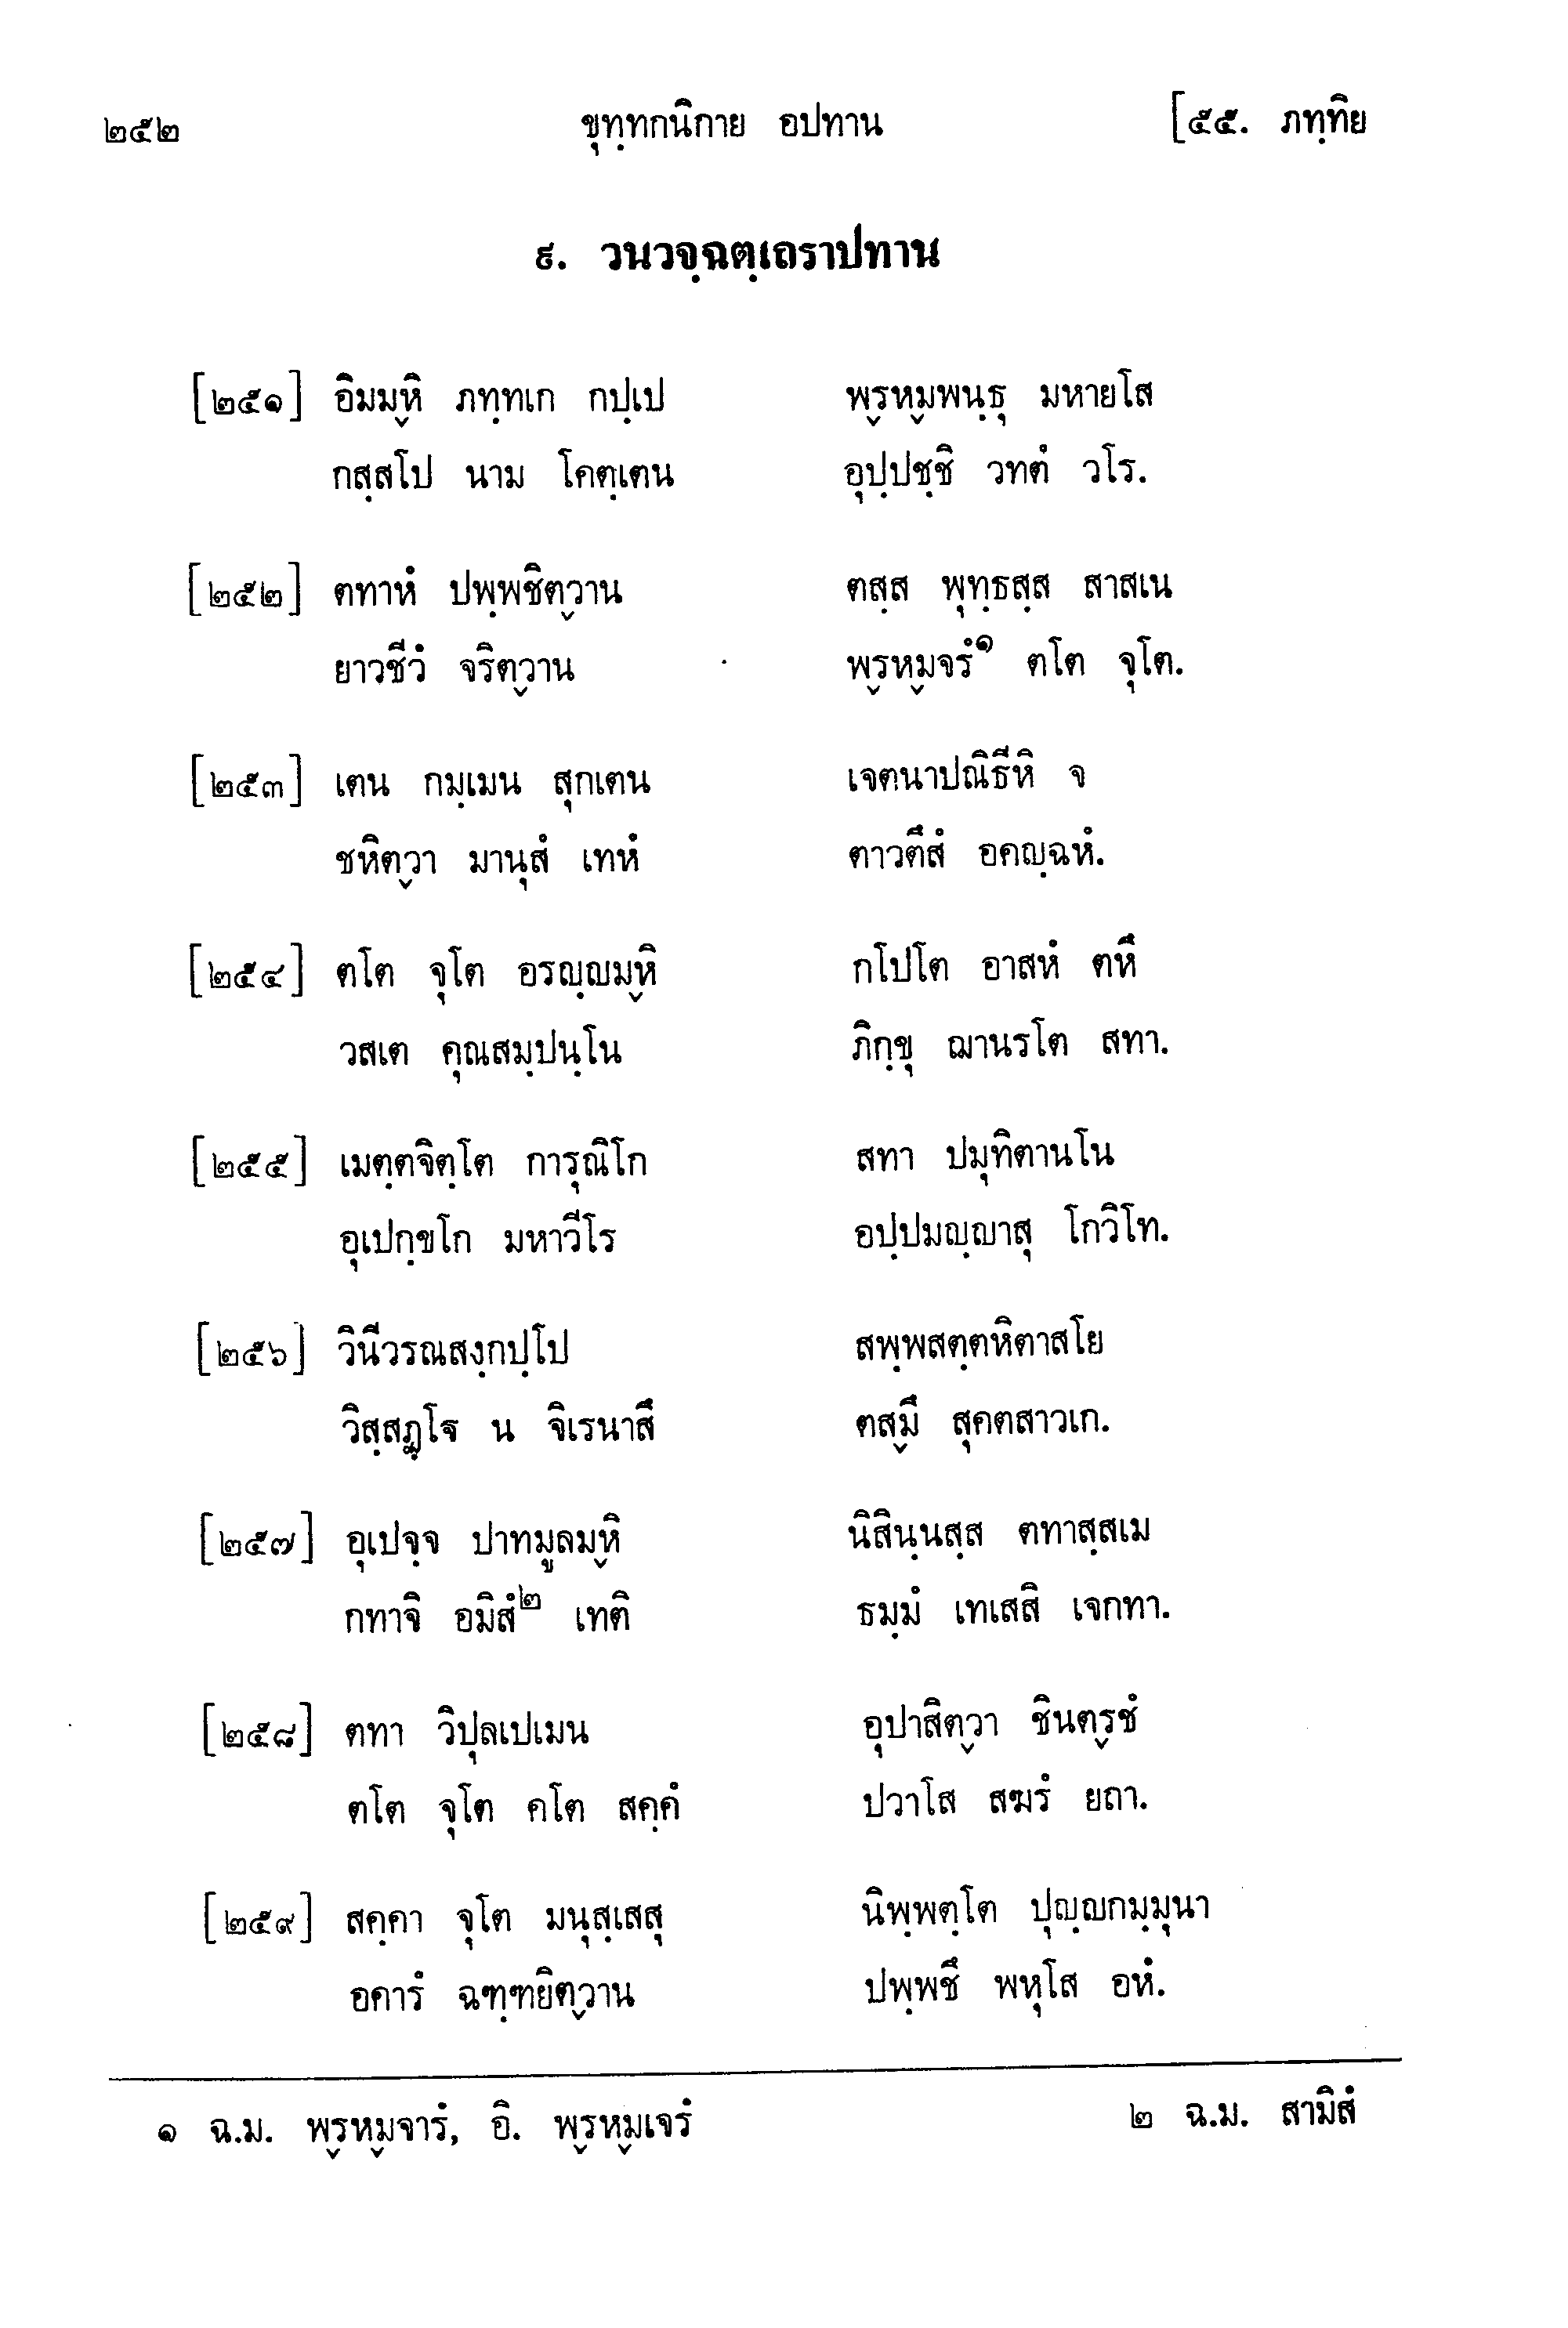 ๒๕๒ ขุทฺทกนิกาย อปทาน [๕๕. ภทฺทิย
๙. วนวจฺฉตฺเถราปทาน
[๒๕๑] อิมมฺหิ ภทฺทเก กปฺเป พฺรหฺมพนฺธุ มหายโส
กสฺสโป นาม โคตฺเตน อุปฺปชฺชิ วทตํ วโร.
[๒๕๒] ตทาหํ ปพฺพชิตฺวาน ตสฺส พุทฺธสฺส สาสเน
ยาวชีวํ จริตฺวาน พฺรหฺมจรํ๑ ตโต จุโต.
[๒๕๓] เตน กมฺเมน สุกเตน เจตนาปณิธีหิ จ
ชหิตฺวา มานุสํ เทหํ ตาวตึสํ อคญฺฉหํ.
[๒๕๔] ตโต จุโต อรญฺญมฺหิ กโปโต อาสหํ ตหึ
วสเต คุณสมฺปนฺโน ภิกฺขุ ฌานรโต สทา.
[๒๕๕] เมตฺตจิตฺโต การุณิโก สทา ปมุทิตานโน
อุเปกฺขโก มหาวีโร อปฺปมญฺญาสุ โกวิโท.
[๒๕๖] วินีวรณสงฺกปฺโป สพฺพสตฺตหิตาสโย
วิสฺสฏฺโฐ น จิเรนาสึ ตสฺมึ สุคตสาวเก.
[๒๕๗] อุเปจฺจ ปาทมูลมฺหิ นิสินฺนสฺส ตทาสฺสเม
กทาจิ อมิสํ๒ เทติ ธมฺมํ เทเสสิ เจกทา.
[๒๕๘] ตทา วิปุลเปเมน อุปาสิตฺวา ชินตฺรชํ
ตโต จุโต คโต สคฺคํ ปวาโส สฆรํ ยถา.
[๒๕๙] สคฺคา จุโต มนุสฺเสสุ นิพฺพตฺโต ปุญฺญกมฺมุนา
อคารํ ฉฑฺฑยิตฺวาน ปพฺพชึ พหุโส อหํ.
๑ ฉ.ม. พฺรหฺมจารํ, อิ. พฺรหฺมเจรํ ๒ ฉ.ม. สามิสํ